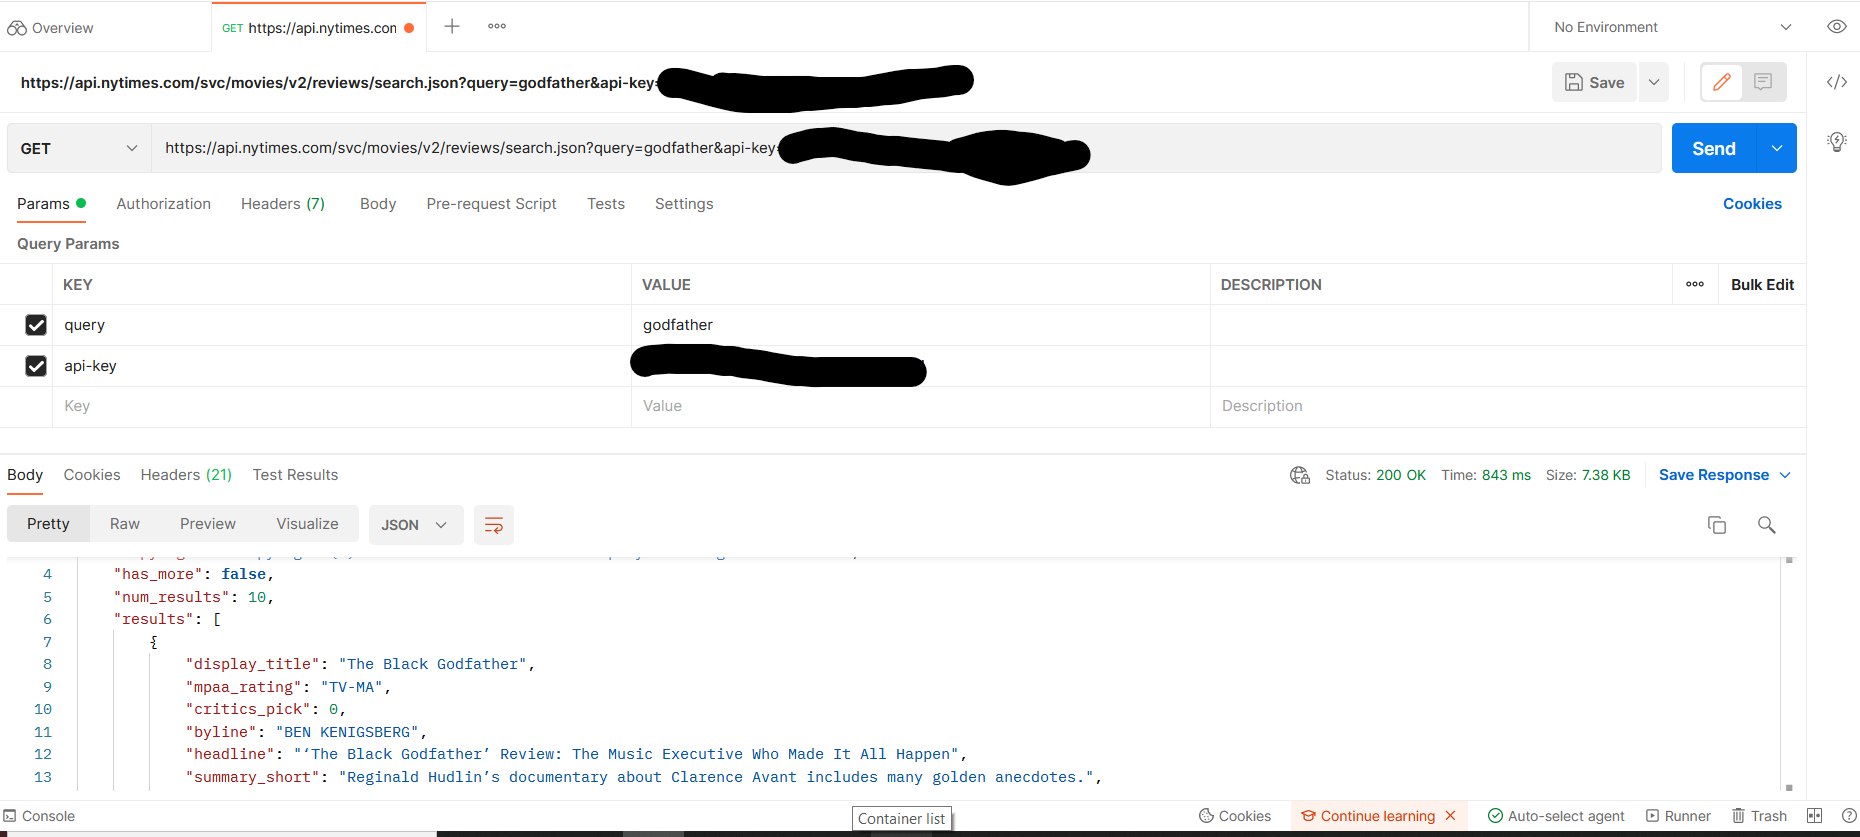 Overview
GET https://api.nytimes.con
No Environment
https://api.nytimes.com/svc/movies/v2/reviews/search.json?query=godfather&api-key=
Save
GET
https://api.nytimes.com/svc/movies/v2/reviews/search.json?query=godfather&api-key=
Send
Params Authorization Headers (7) Body Pre-request Script Tests Settings Cookies
Query Params
KEY VALUE DESCRIPTION Bulk Edit
query godfather
api-key
Key Value Description
Body Cookies Headers (21) Test Results Status: 200 OK Time: 843 ms Size: 7.38 KB Save Response
Pretty Raw Preview Visualize JSON
4 "has_more": false,
5 "num_results": 10,
6 "results": [
7 {
8 "display_title": "The Black Godfather",
9 "mpaa_rating": "TV-MA",
10 "critics_pick": 0,
11 "byline": "BEN KENIGSBERG",
12 "headline": "‘The Black Godfather’ Review: The Music Executive Who Made It All Happen",
13 "summary_short": "Reginald Hudlin’s documentary about Clarence Avant includes many golden anecdotes.",
Console Container list Cookies Continue learning Auto-select agent Runner Trash